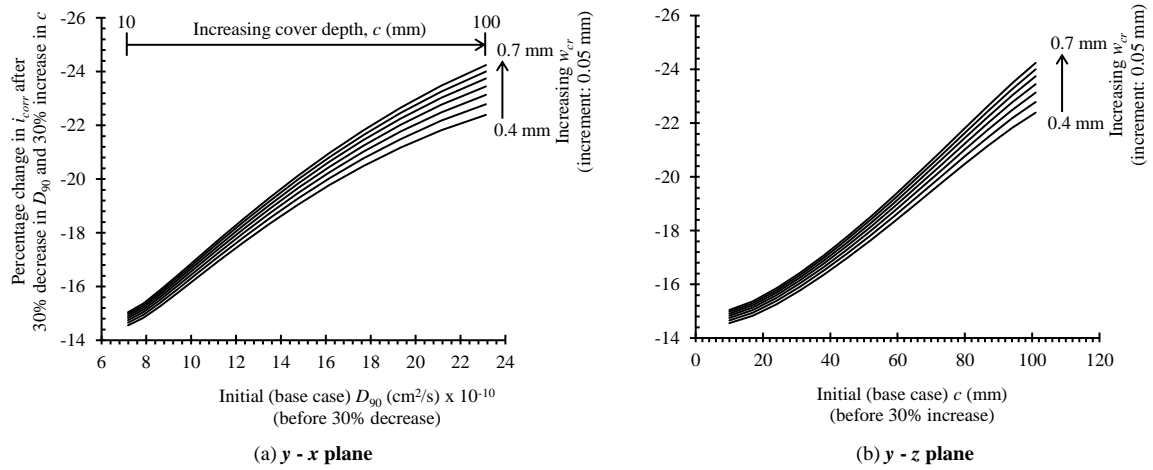 Percentage change in i_corr after
30% decrease in D₉₀ and 30% increase in c
-26
-24
-22
-20
-18
-16
-14
10
100
Increasing cover depth, c (mm)
0.7 mm
0.4 mm
Increasing w_cr
(increment: 0.05 mm)
6 8 10 12 14 16 18 20 22 24
Initial (base case) D₉₀ (cm²/s) x 10⁻¹⁰
(before 30% decrease)
(a) y - x plane
-26
-24
-22
-20
-18
-16
-14
0.7 mm
0.4 mm
Increasing w_cr
(increment: 0.05 mm)
0 20 40 60 80 100 120
Initial (base case) c (mm)
(before 30% increase)
(b) y - z plane